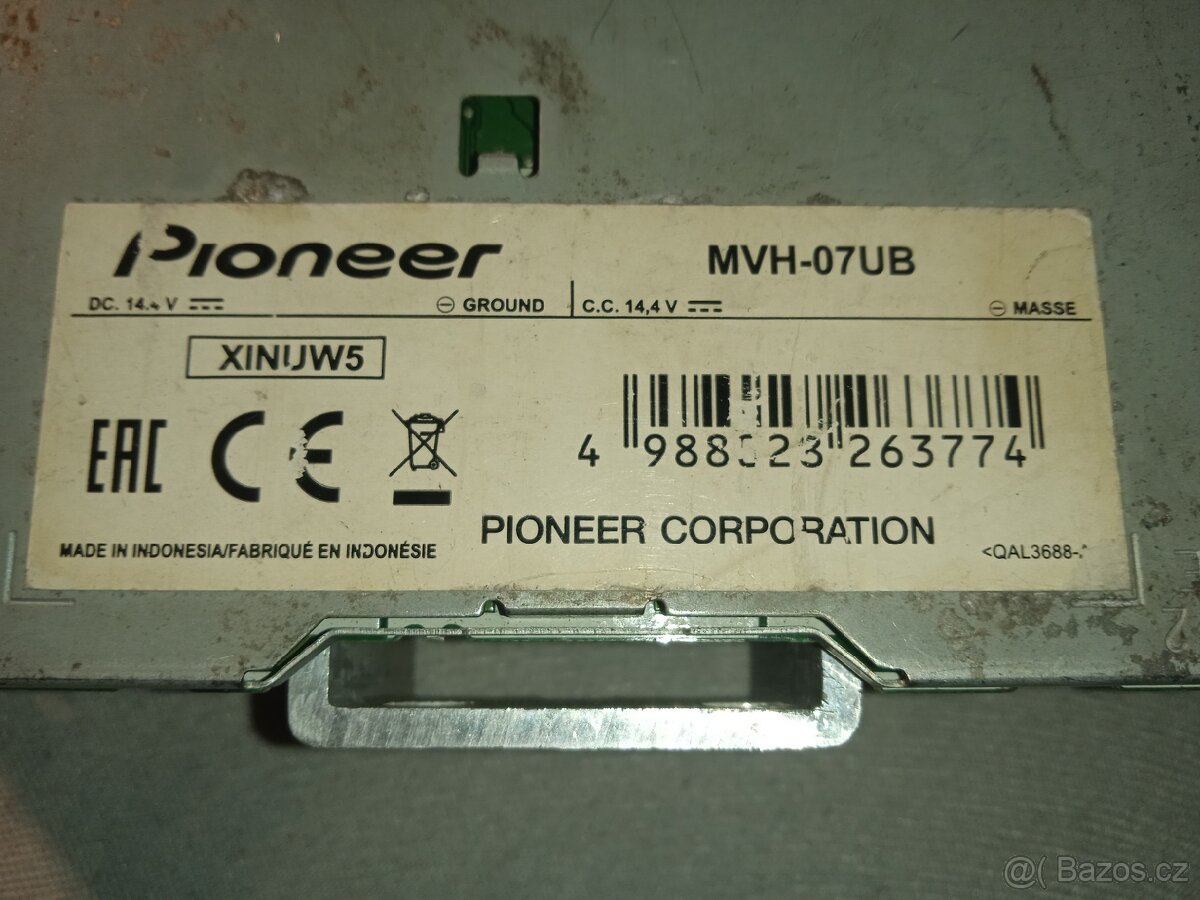 Pioneer
MVH-07UB
DC. 14.4 V ⎓ ⊖ GROUND
C.C. 14,4 V ⎓ ⊖ MASSE
XINUW5
EAC CE
4 988028 263774
PIONEER CORPORATION
MADE IN INDONESIA/FABRIQUÉ EN INDONÉSIE
<QAL3688-
@( Bazos.cz